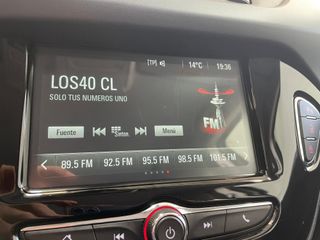 [TP] 14°C 19:36
LOS40 CL
SOLO TUS NUMEROS UNO
FM
Fuente Sinton. Menú
89.5 FM 92.5 FM 95.5 FM 98.5 FM 101.5 FM